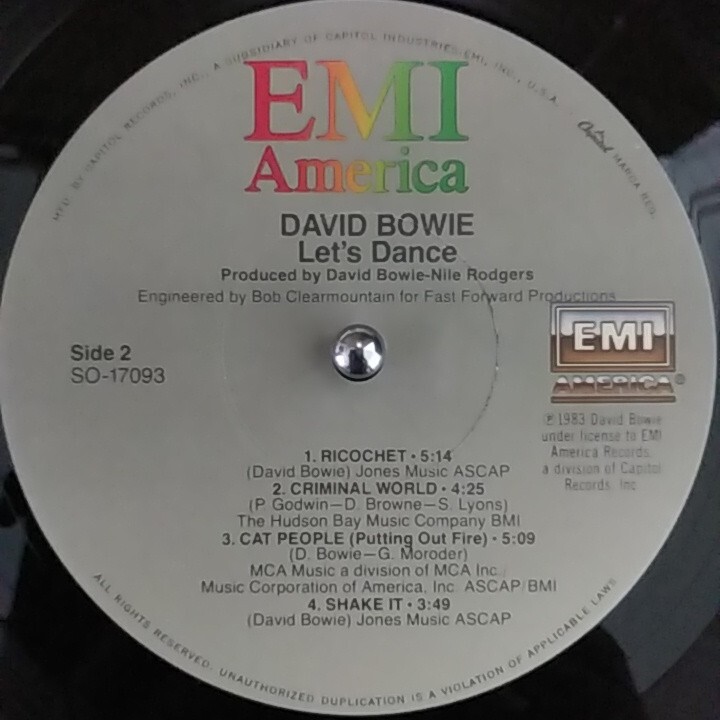 MFD. BY CAPITOL RECORDS, INC., A SUBSIDIARY OF CAPITOL INDUSTRIES-EMI, INC., U.S.A.
Capitol MARCA REG.
EMI
America
DAVID BOWIE
Let's Dance
Produced by David Bowie-Nile Rodgers
Engineered by Bob Clearmountain for Fast Forward Productions
EMI
AMERICA®
Side 2
SO-17093
℗1983 David Bowie
under license to EMI
America Records,
a division of Capitol
Records, Inc.
1. RICOCHET • 5:14
(David Bowie) Jones Music ASCAP
2. CRIMINAL WORLD • 4:25
(P. Godwin—D. Browne—S. Lyons)
The Hudson Bay Music Company BMI
3. CAT PEOPLE (Putting Out Fire) • 5:09
(D. Bowie—G. Moroder)
MCA Music a division of MCA Inc./
Music Corporation of America, Inc. ASCAP/BMI
4. SHAKE IT • 3:49
(David Bowie) Jones Music ASCAP
ALL RIGHTS RESERVED. UNAUTHORIZED DUPLICATION IS A VIOLATION OF APPLICABLE LAWS